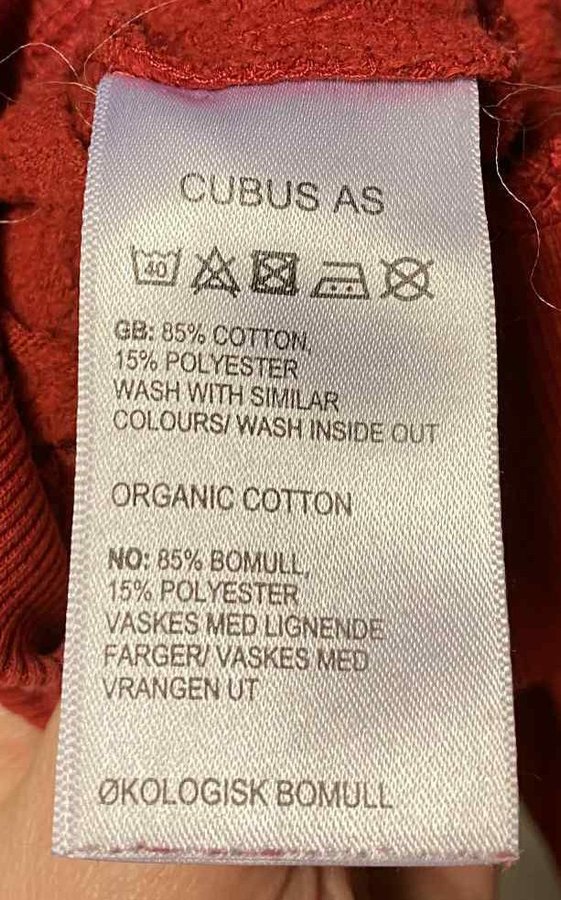 CUBUS AS
40
GB: 85% COTTON,
15% POLYESTER
WASH WITH SIMILAR
COLOURS/ WASH INSIDE OUT
ORGANIC COTTON
NO: 85% BOMULL,
15% POLYESTER
VASKES MED LIGNENDE
FARGER/ VASKES MED
VRANGEN UT
ØKOLOGISK BOMULL